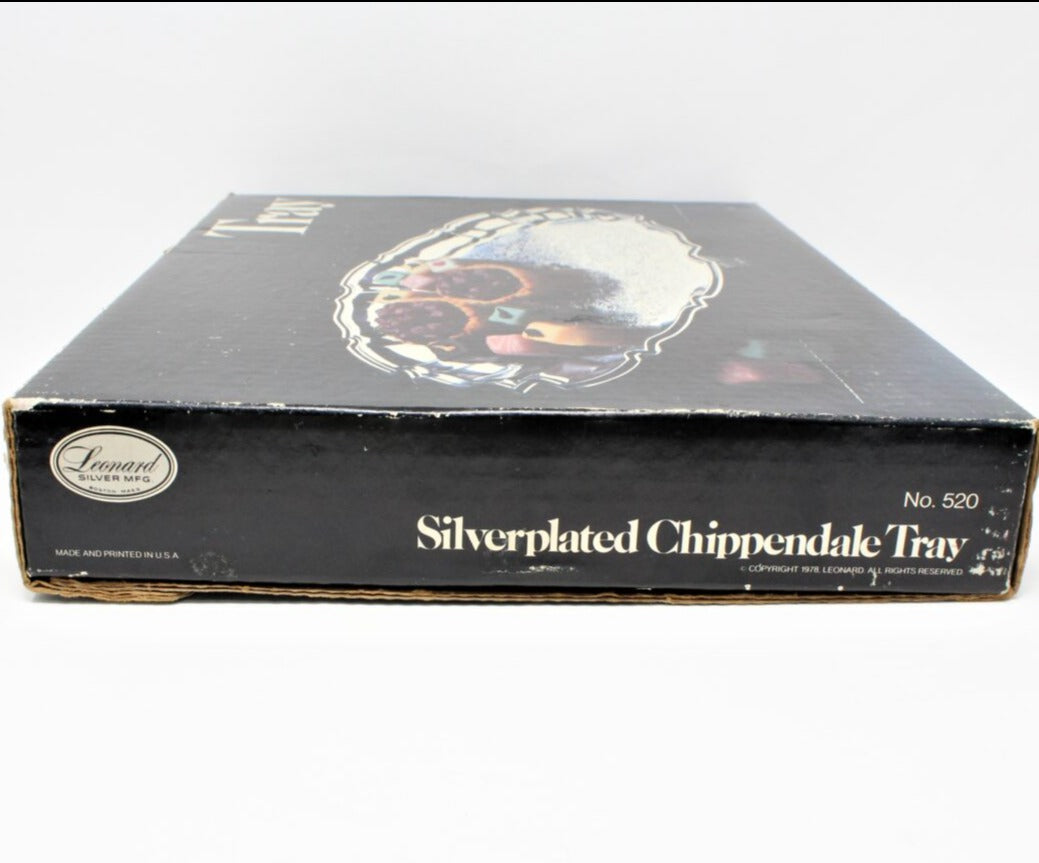 Tray
Leonard
SILVER MFG.
BOSTON, MASS.
No. 520
Silverplated Chippendale Tray
MADE AND PRINTED IN U.S.A.
© COPYRIGHT 1978. LEONARD. ALL RIGHTS RESERVED.